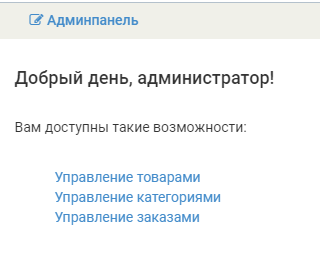 Админпанель
Добрый день, администратор!
Вам доступны такие возможности:
Управление товарами
Управление категориями
Управление заказами